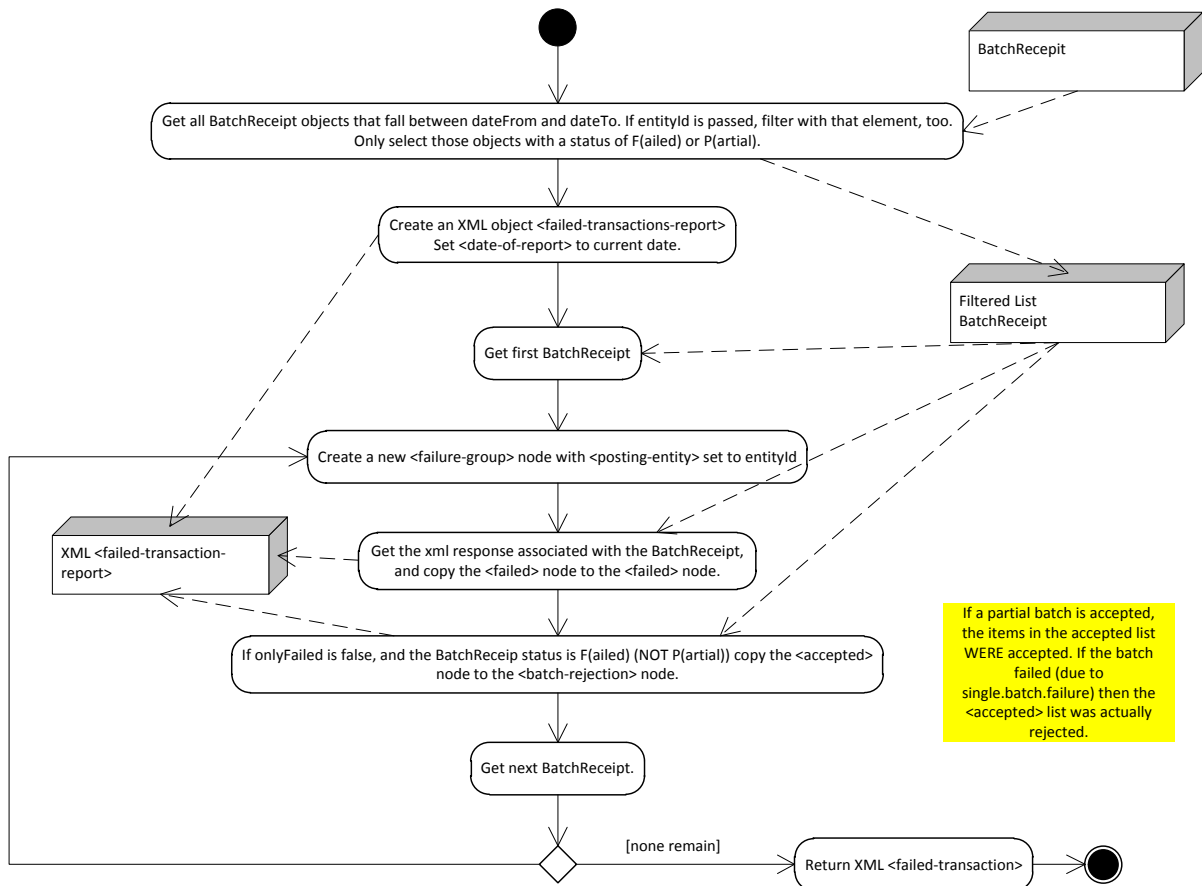 BatchRecepit
Get all BatchReceipt objects that fall between dateFrom and dateTo. If entityId is passed, filter with that element, too.
Only select those objects with a status of F(ailed) or P(artial).
Create an XML object <failed-transactions-report>
Set <date-of-report> to current date.
Filtered List
BatchReceipt
Get first BatchReceipt
Create a new <failure-group> node with <posting-entity> set to entityId
XML <failed-transaction-
report>
Get the xml response associated with the BatchReceipt,
and copy the <failed> node to the <failed> node.
If onlyFailed is false, and the BatchReceip status is F(ailed) (NOT P(artial)) copy the <accepted>
node to the <batch-rejection> node.
If a partial batch is accepted,
the items in the accepted list
WERE accepted. If the batch
failed (due to
single.batch.failure) then the
<accepted> list was actually
rejected.
Get next BatchReceipt.
[none remain]
Return XML <failed-transaction>